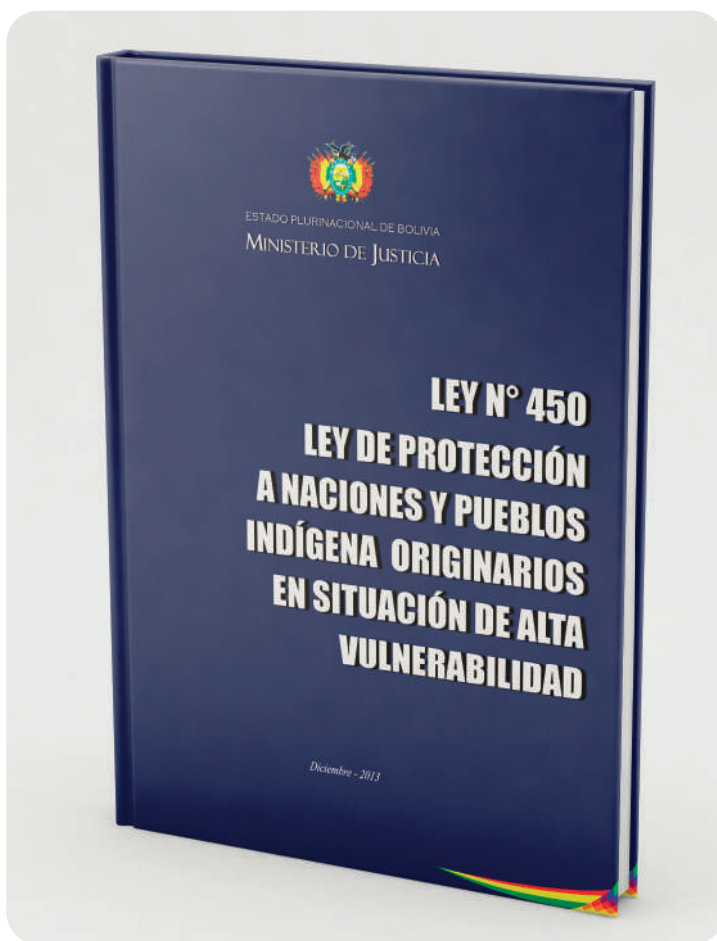 ESTADO PLURINACIONAL DE BOLIVIA
MINISTERIO DE JUSTICIA
LEY N° 450
LEY DE PROTECCIÓN
A NACIONES Y PUEBLOS
INDÍGENA ORIGINARIOS
EN SITUACIÓN DE ALTA
VULNERABILIDAD
Diciembre - 2013